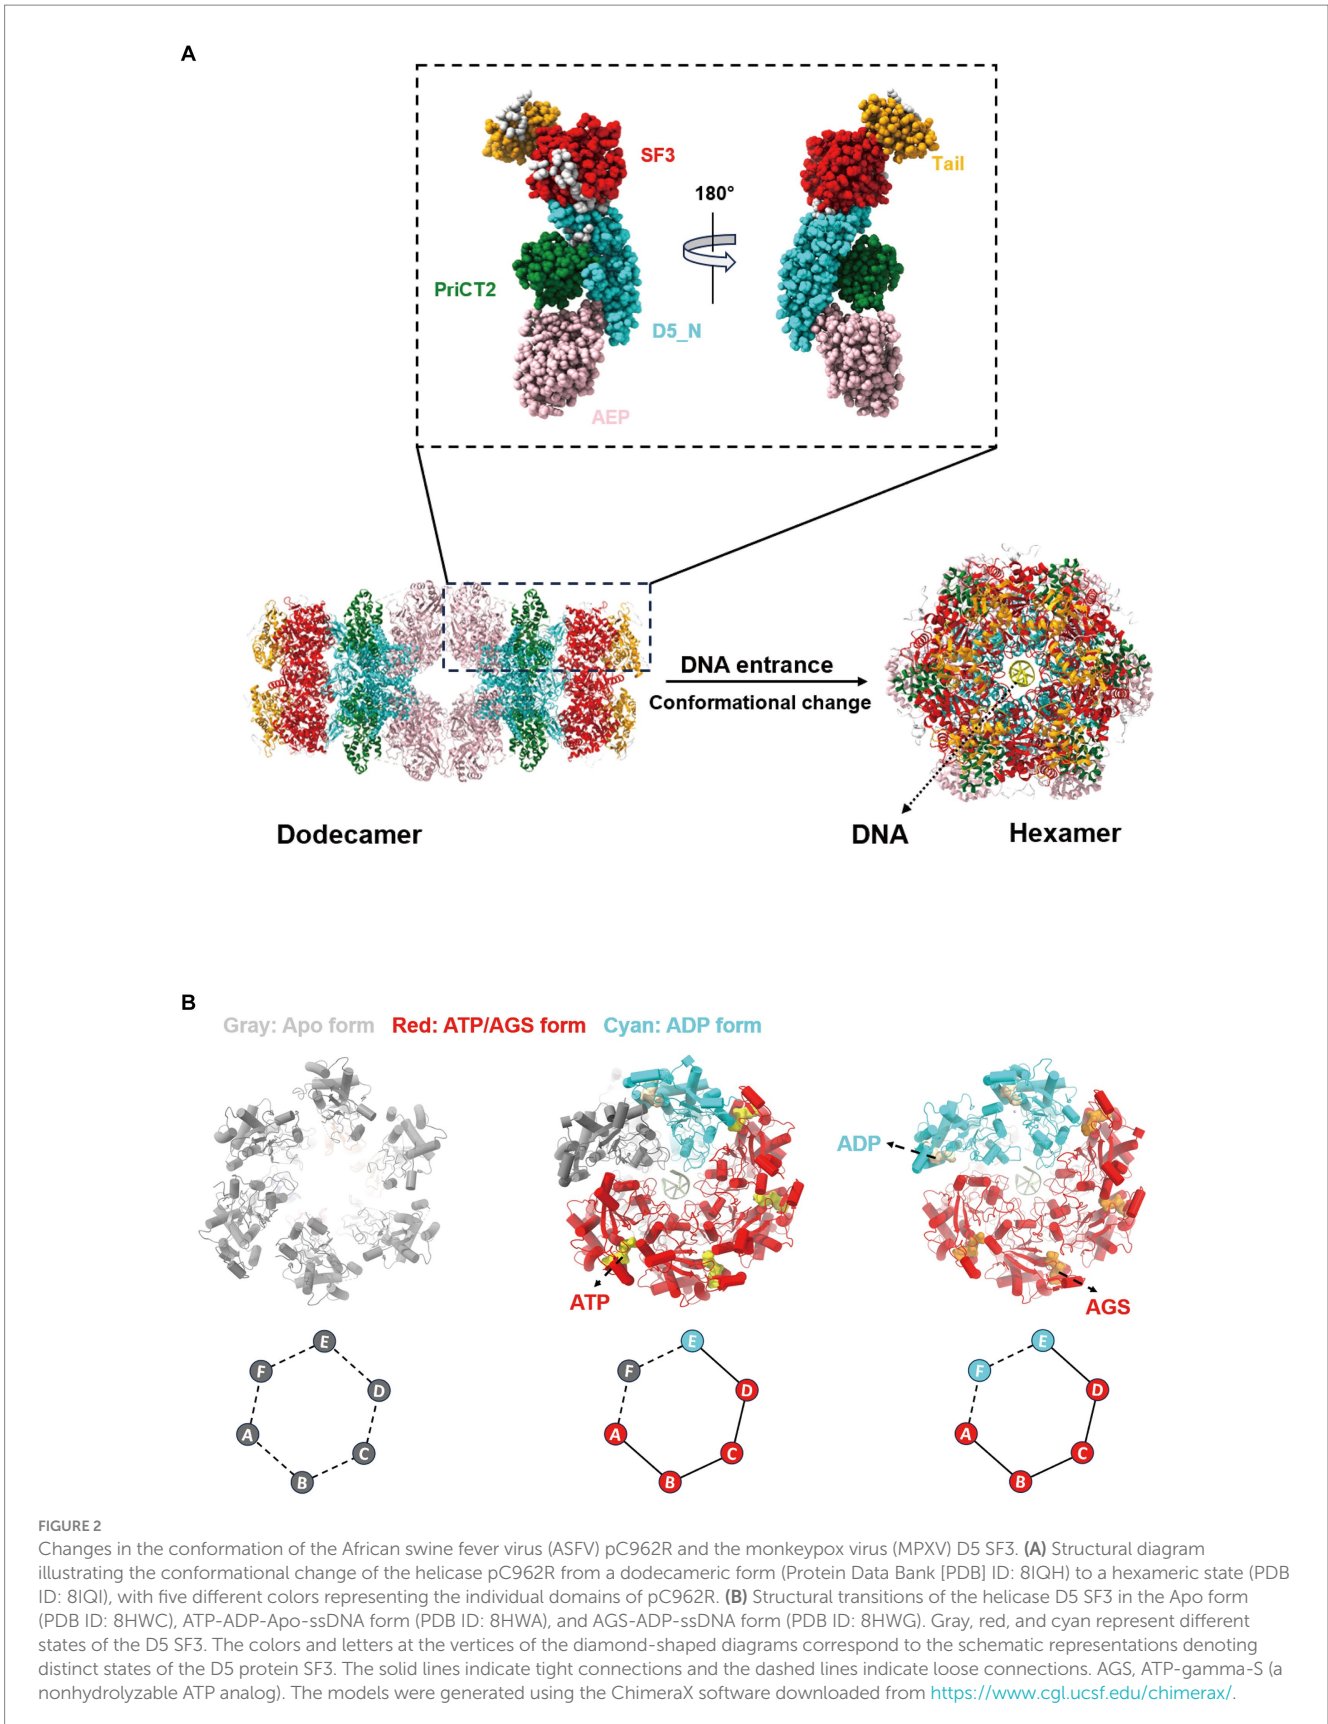 A
SF3
Tail
180°
PriCT2
D5_N
AEP
DNA entrance
Conformational change
Dodecamer
DNA
Hexamer
B
Gray: Apo form Red: ATP/AGS form Cyan: ADP form
ADP
ATP
AGS
E
F
D
A
C
B
E
F
D
A
C
B
E
F
D
A
C
B
FIGURE 2
Changes in the conformation of the African swine fever virus (ASFV) pC962R and the monkeypox virus (MPXV) D5 SF3. (A) Structural diagram
illustrating the conformational change of the helicase pC962R from a dodecameric form (Protein Data Bank [PDB] ID: 8IQH) to a hexameric state (PDB
ID: 8IQI), with five different colors representing the individual domains of pC962R. (B) Structural transitions of the helicase D5 SF3 in the Apo form
(PDB ID: 8HWC), ATP-ADP-Apo-ssDNA form (PDB ID: 8HWA), and AGS-ADP-ssDNA form (PDB ID: 8HWG). Gray, red, and cyan represent different
states of the D5 SF3. The colors and letters at the vertices of the diamond-shaped diagrams correspond to the schematic representations denoting
distinct states of the D5 protein SF3. The solid lines indicate tight connections and the dashed lines indicate loose connections. AGS, ATP-gamma-S (a
nonhydrolyzable ATP analog). The models were generated using the ChimeraX software downloaded from https://www.cgl.ucsf.edu/chimerax/.